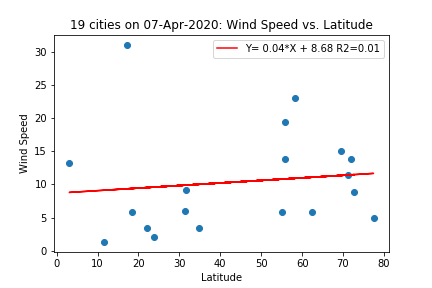 19 cities on 07-Apr-2020: Wind Speed vs. Latitude
Y= 0.04*X + 8.68 R2=0.01
Wind Speed
30
25
20
15
10
5
0
0 10 20 30 40 50 60 70 80
Latitude